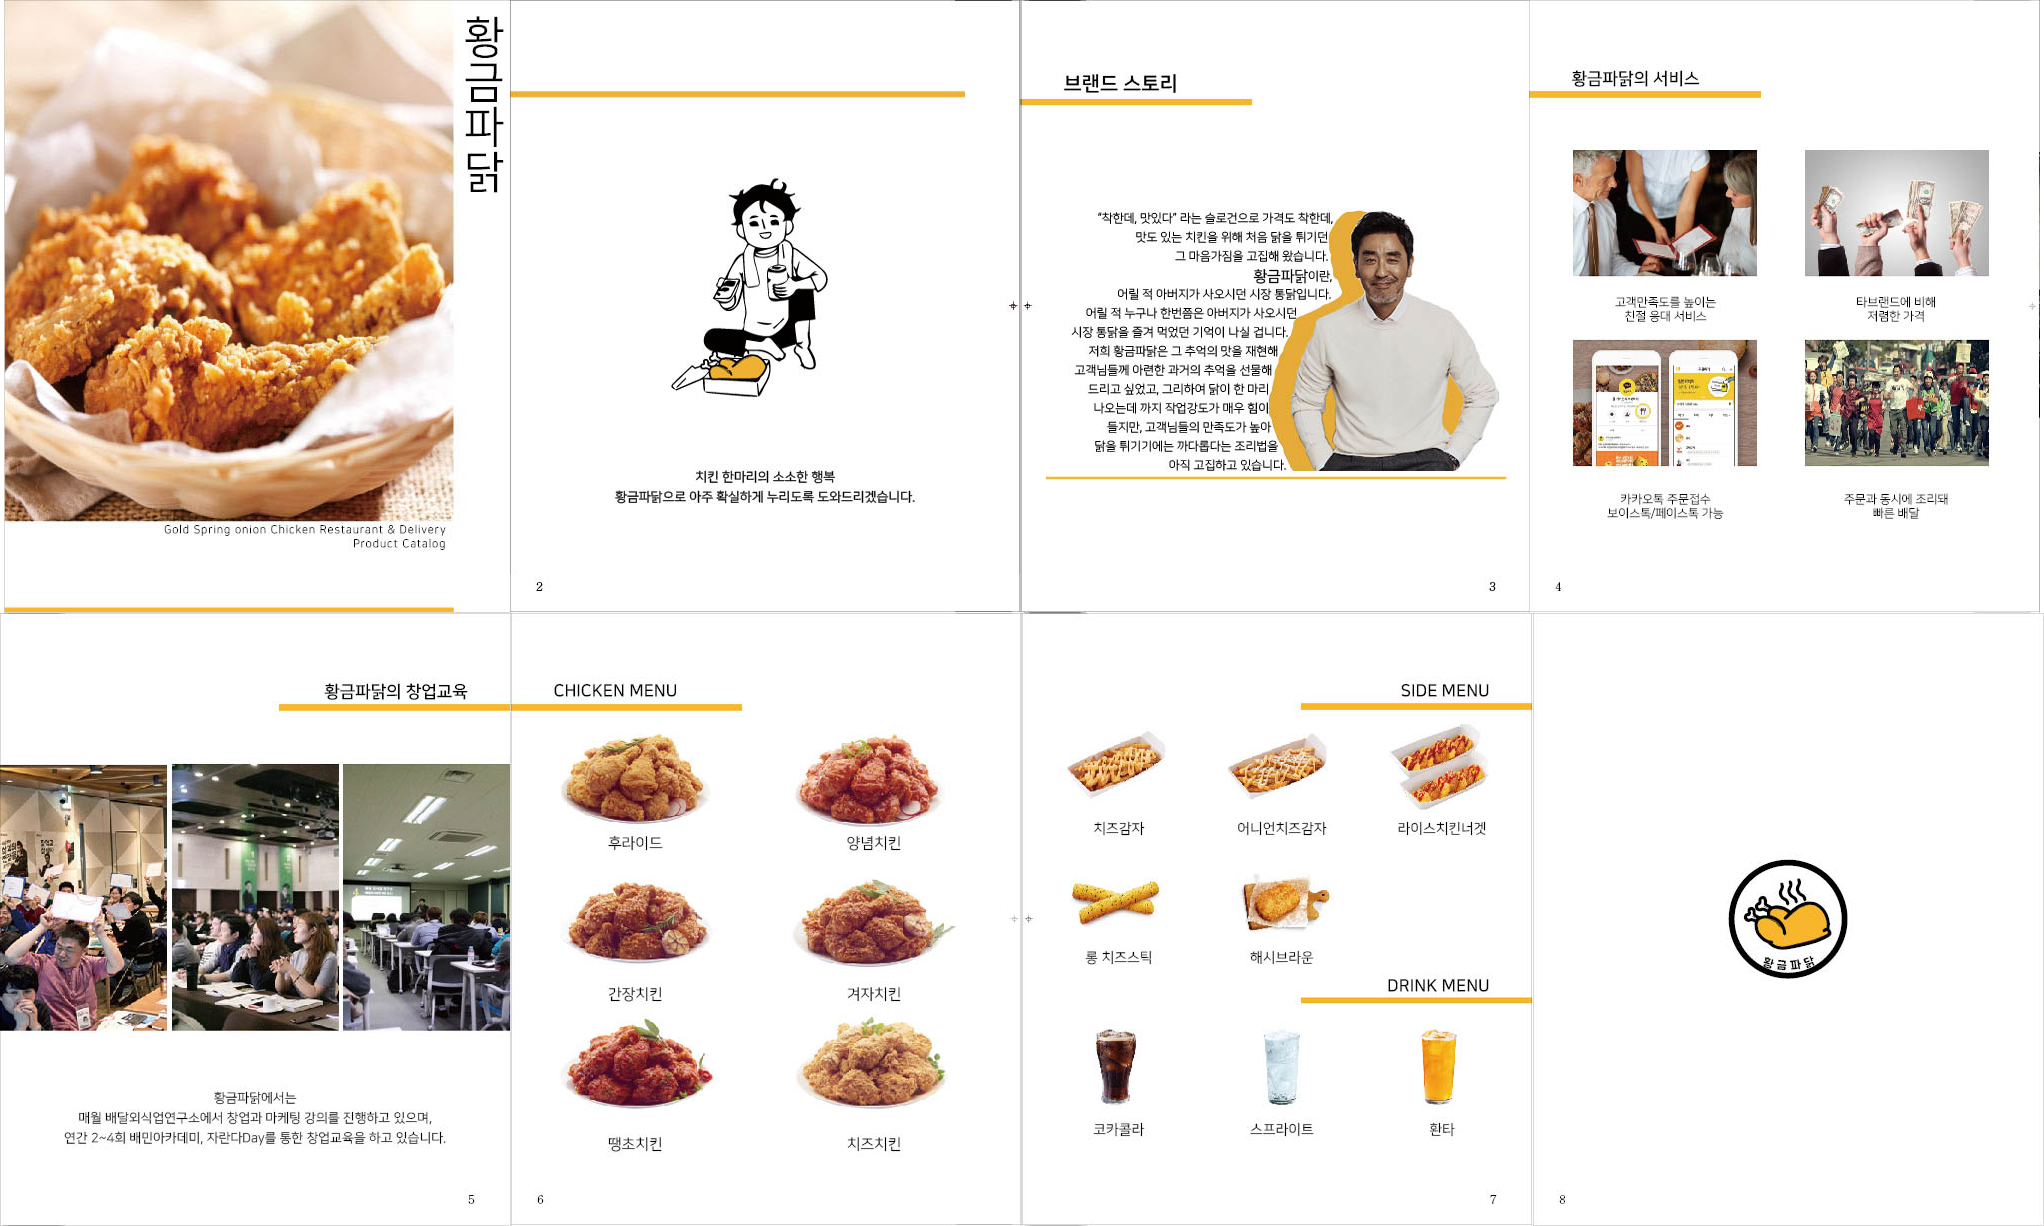 황금파닭
Gold Spring onion Chicken Restaurant & Delivery
Product Catalog
치킨 한마리의 소소한 행복
황금파닭으로 아주 확실하게 누리도록 도와드리겠습니다.
2
브랜드 스토리
“착한데, 맛있다” 라는 슬로건으로 가격도 착한데,
맛도 있는 치킨을 위해 처음 닭을 튀기던
그 마음가짐을 고집해 왔습니다.
황금파닭이란,
어릴 적 아버지가 사오시던 시장 통닭입니다.
어릴 적 누구나 한번쯤은 아버지가 사오시던
시장 통닭을 즐겨 먹었던 기억이 나실 겁니다.
저희 황금파닭은 그 추억의 맛을 재현해
고객님들께 아련한 과거의 추억을 선물해
드리고 싶었고, 그리하여 닭이 한 마리
나오는데 까지 작업강도가 매우 힘이
들지만, 고객님들의 만족도가 높아
닭을 튀기기에는 까다롭다는 조리법을
아직 고집하고 있습니다.
3
황금파닭의 서비스
고객만족도를 높이는
친절 응대 서비스
타브랜드에 비해
저렴한 가격
카카오톡 주문접수
보이스톡/페이스톡 가능
주문과 동시에 조리돼
빠른 배달
4
황금파닭의 창업교육
황금파닭에서는
매월 배달외식업연구소에서 창업과 마케팅 강의를 진행하고 있으며,
연간 2~4회 배민아카데미, 자란다Day를 통한 창업교육을 하고 있습니다.
5
CHICKEN MENU
후라이드
양념치킨
간장치킨
겨자치킨
땡초치킨
치즈치킨
6
SIDE MENU
치즈감자
어니언치즈감자
라이스치킨너겟
롱 치즈스틱
해시브라운
DRINK MENU
코카콜라
스프라이트
환타
7
황금파닭
8